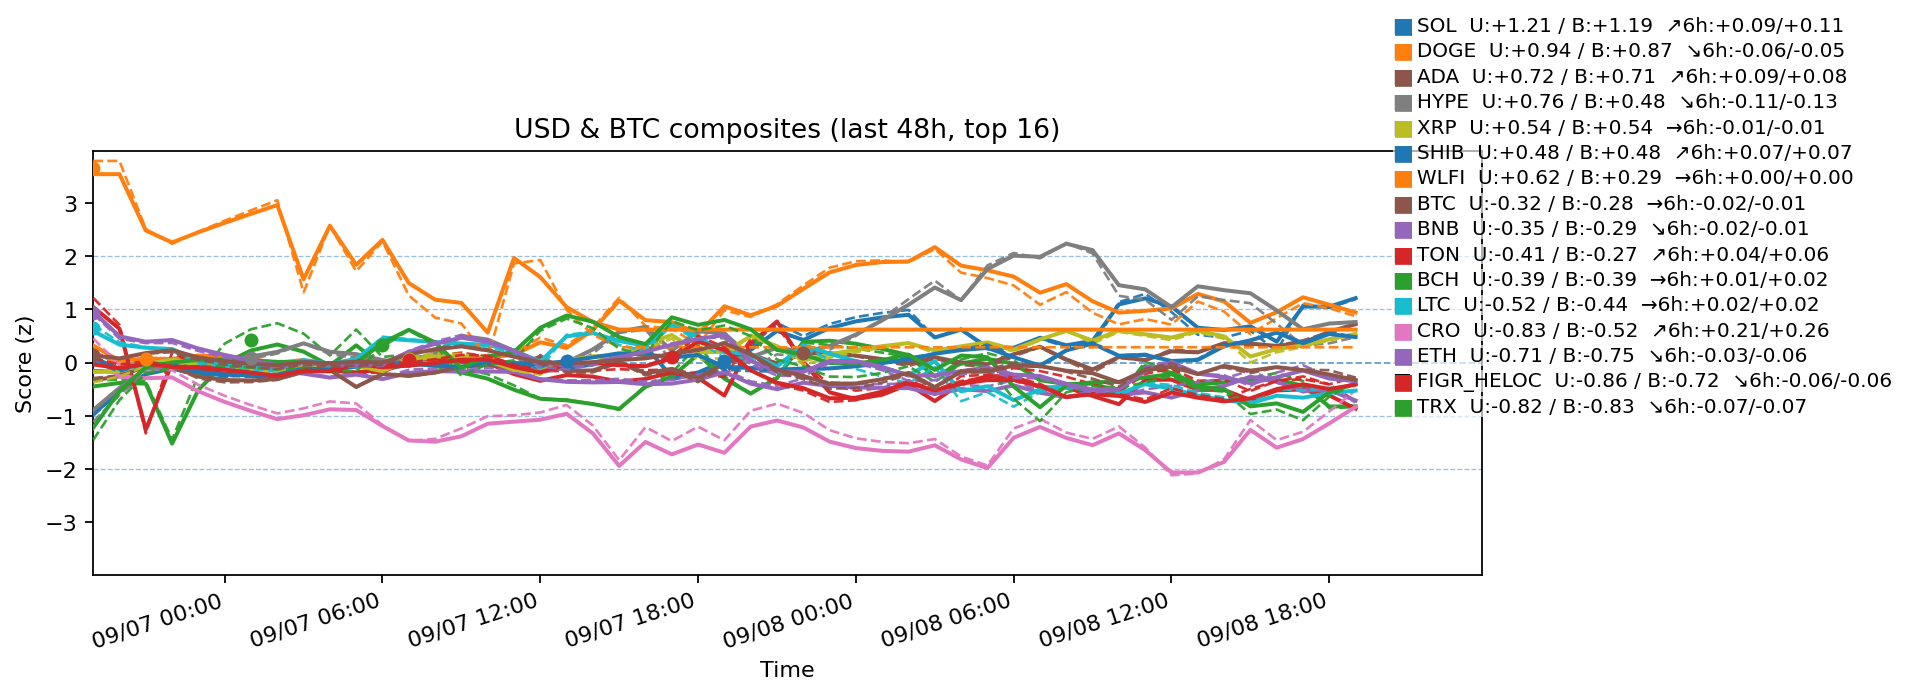 SOL U:+1.21 / B:+1.19 ↗6h:+0.09/+0.11
DOGE U:+0.94 / B:+0.87 ↘6h:-0.06/-0.05
ADA U:+0.72 / B:+0.71 ↗6h:+0.09/+0.08
HYPE U:+0.76 / B:+0.48 ↘6h:-0.11/-0.13
XRP U:+0.54 / B:+0.54 →6h:-0.01/-0.01
SHIB U:+0.48 / B:+0.48 ↗6h:+0.07/+0.07
WLFI U:+0.62 / B:+0.29 →6h:+0.00/+0.00
BTC U:-0.32 / B:-0.28 →6h:-0.02/-0.01
BNB U:-0.35 / B:-0.29 ↘6h:-0.02/-0.01
TON U:-0.41 / B:-0.27 ↗6h:+0.04/+0.06
BCH U:-0.39 / B:-0.39 →6h:+0.01/+0.02
LTC U:-0.52 / B:-0.44 →6h:+0.02/+0.02
CRO U:-0.83 / B:-0.52 ↗6h:+0.21/+0.26
ETH U:-0.71 / B:-0.75 ↘6h:-0.03/-0.06
FIGR_HELOC U:-0.86 / B:-0.72 ↘6h:-0.06/-0.06
TRX U:-0.82 / B:-0.83 ↘6h:-0.07/-0.07
USD & BTC composites (last 48h, top 16)
Score (z)
3
2
1
0
−1
−2
−3
09/07 00:00
09/07 06:00
09/07 12:00
09/07 18:00
09/08 00:00
09/08 06:00
09/08 12:00
09/08 18:00
Time